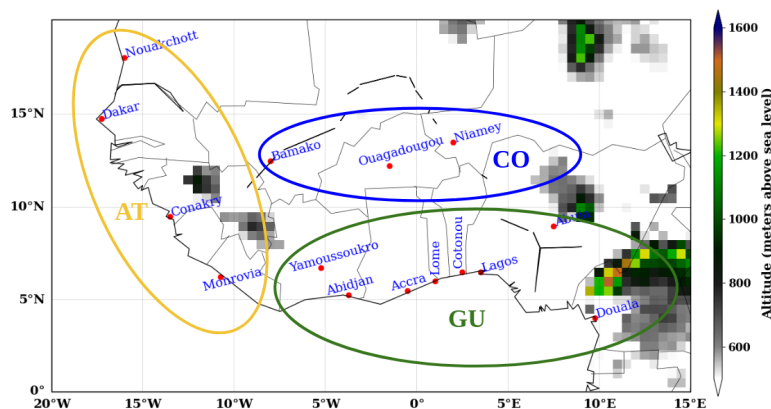 Nouakchott
Dakar
Bamako
Ouagadougou
Niamey
CO
AT
Conakry
Monrovia
Yamoussoukro
Abidjan
Accra
Lome
Cotonou
Lagos
Abuja
Douala
GU
15°N
10°N
5°N
0°
20°W
15°W
10°W
5°W
0°
5°E
10°E
15°E
1600
1400
1200
1000
800
600
Altitude (meters above sea level)